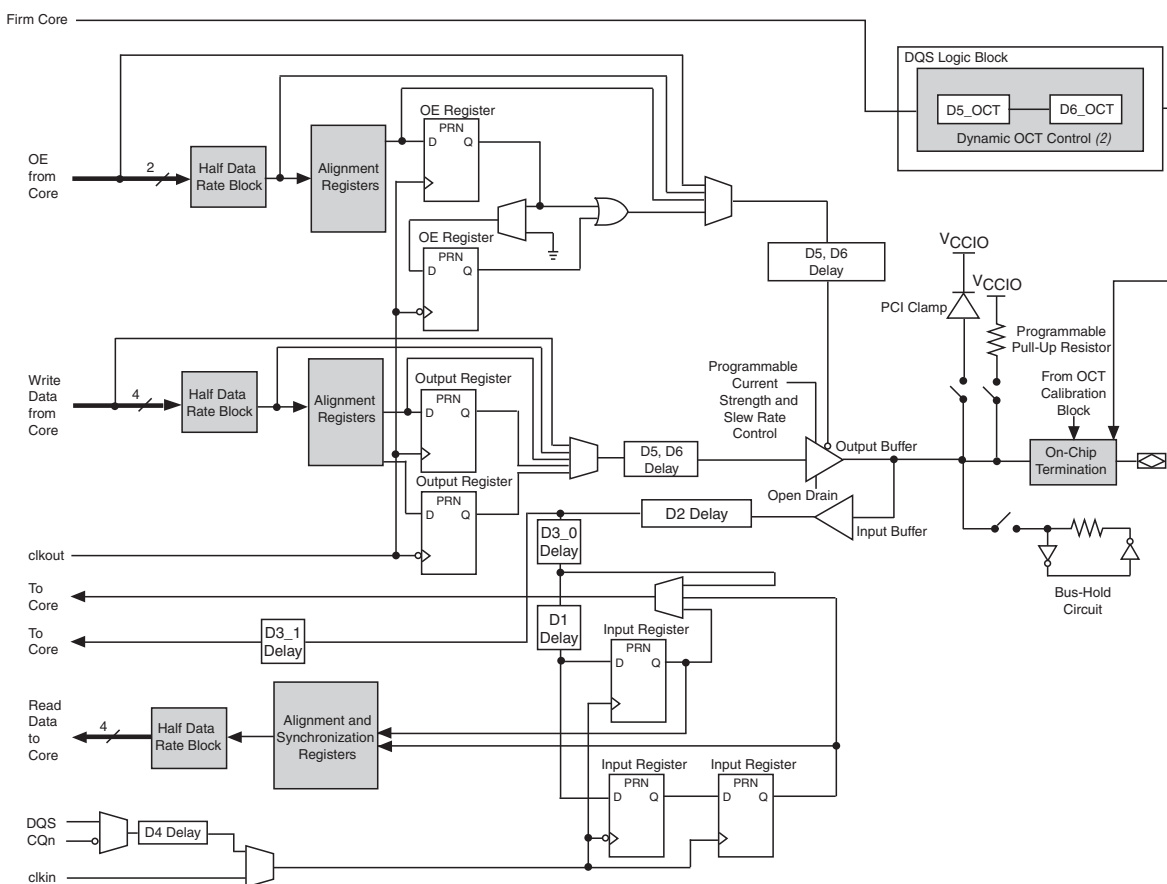 Firm Core
DQS Logic Block
D5_OCT
D6_OCT
Dynamic OCT Control (2)
OE
from
Core
2
Half Data
Rate Block
Alignment
Registers
OE Register
PRN
D
Q
OE Register
PRN
D
Q
D5, D6
Delay
VCCIO
VCCIO
PCI Clamp
Programmable
Pull-Up Resistor
From OCT
Calibration
Block
On-Chip
Termination
Write
Data
from
Core
4
Half Data
Rate Block
Alignment
Registers
Output Register
PRN
D
Q
Output Register
PRN
D
Q
D5, D6
Delay
Programmable
Current
Strength and
Slew Rate
Control
Output Buffer
Open Drain
Input Buffer
D2 Delay
Bus-Hold
Circuit
clkout
D3_0
Delay
To
Core
D1
Delay
To
Core
D3_1
Delay
Input Register
PRN
D
Q
Read
Data
to
Core
4
Half Data
Rate Block
Alignment and
Synchronization
Registers
Input Register
PRN
D
Q
Input Register
PRN
D
Q
DQS
CQn
D4 Delay
clkin